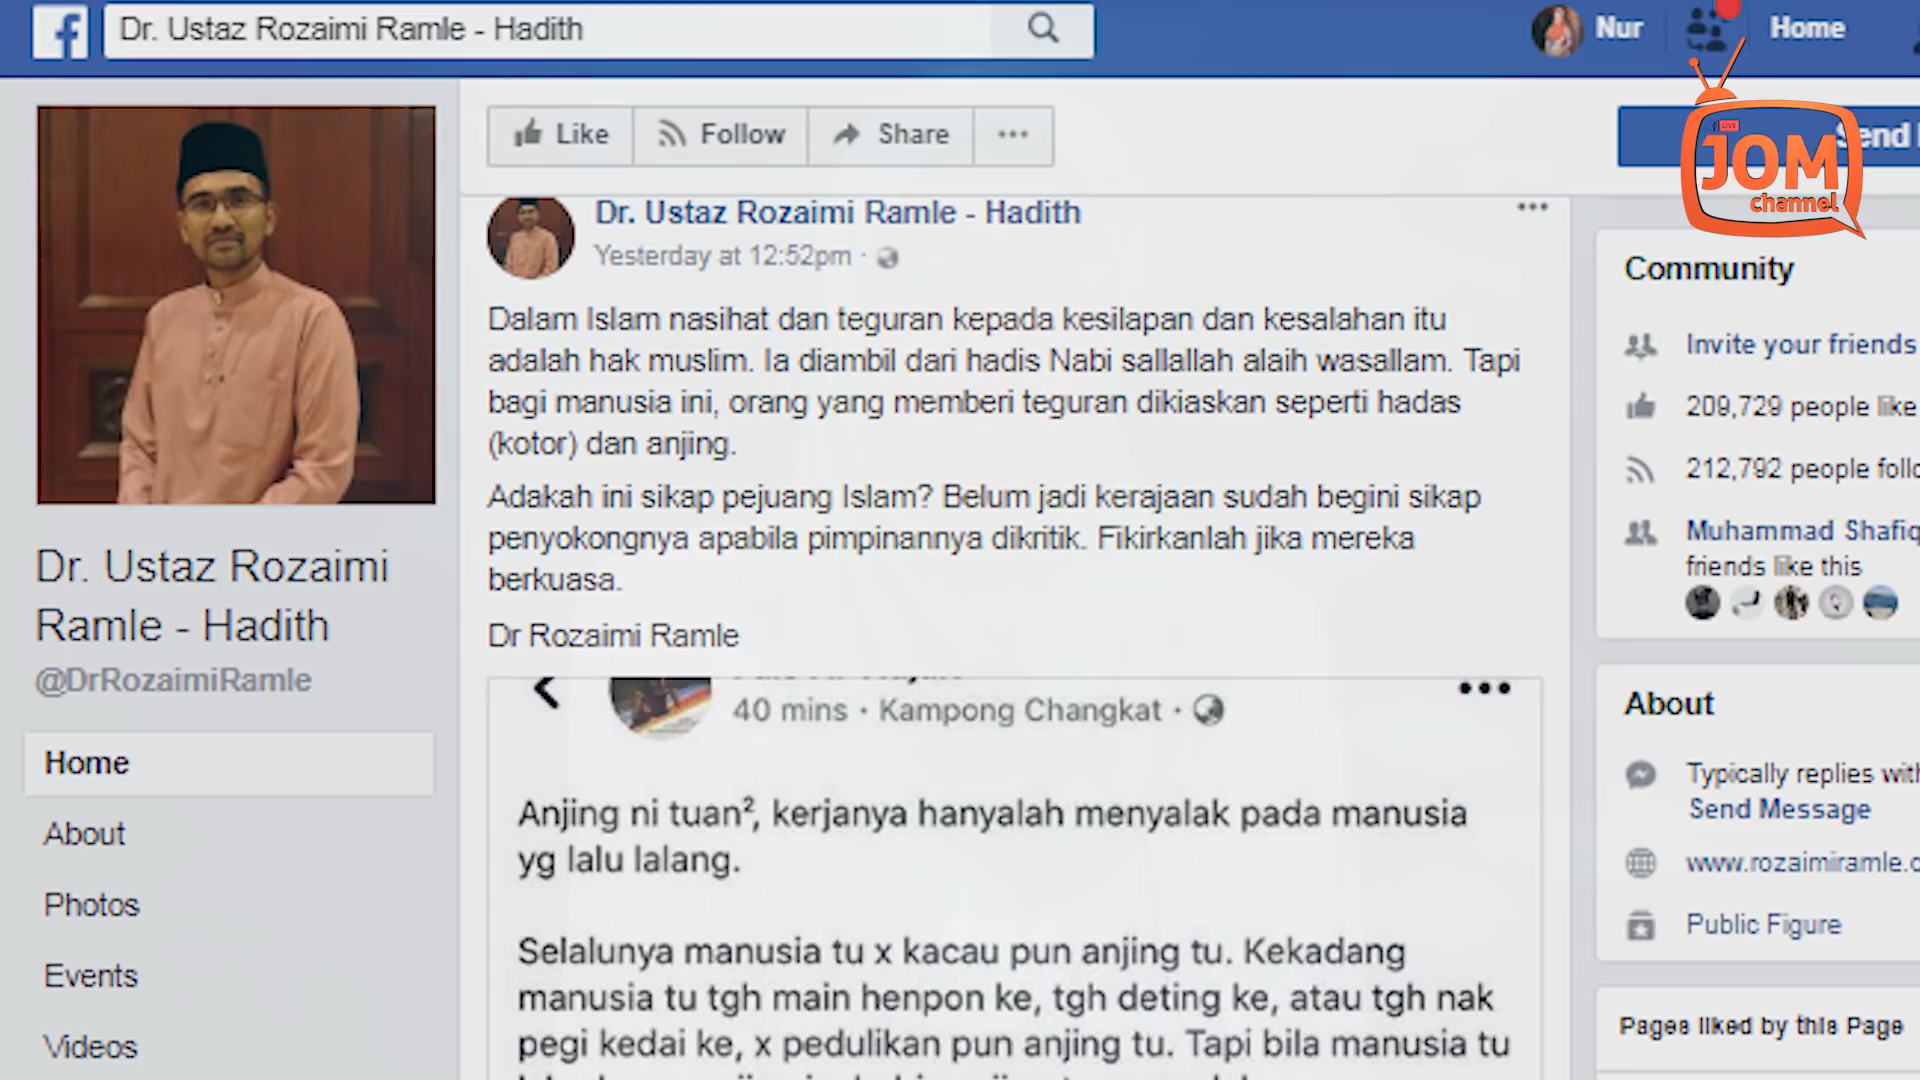 Dr. Ustaz Rozaimi Ramle - Hadith
Nur
Home
Like
Follow
Share
Send
LIVE
JOM
channel
Dr. Ustaz Rozaimi Ramle - Hadith
Yesterday at 12:52pm
Dalam Islam nasihat dan teguran kepada kesilapan dan kesalahan itu
adalah hak muslim. Ia diambil dari hadis Nabi sallallah alaih wasallam. Tapi
bagi manusia ini, orang yang memberi teguran dikiaskan seperti hadas
(kotor) dan anjing.
Adakah ini sikap pejuang Islam? Belum jadi kerajaan sudah begini sikap
penyokongnya apabila pimpinannya dikritik. Fikirkanlah jika mereka
berkuasa.
Dr Rozaimi Ramle
40 mins · Kampong Changkat ·
Anjing ni tuan², kerjanya hanyalah menyalak pada manusia
yg lalu lalang.
Selalunya manusia tu x kacau pun anjing tu. Kekadang
manusia tu tgh main henpon ke, tgh deting ke, atau tgh nak
pegi kedai ke, x pedulikan pun anjing tu. Tapi bila manusia tu
Dr. Ustaz Rozaimi
Ramle - Hadith
@DrRozaimiRamle
Home
About
Photos
Events
Videos
Community
Invite your friends
209,729 people like
212,792 people follo
Muhammad Shafiq
friends like this
About
Typically replies with
Send Message
www.rozaimiramle.c
Public Figure
Pages liked by this Page